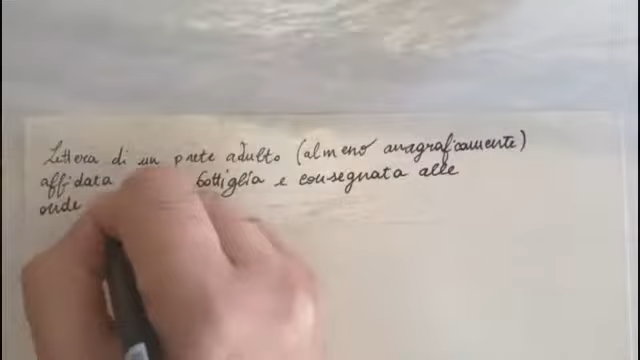 Lettera di un prete adulto (almeno anagraficamente)
affidata bottiglia e consegnata alle
onde